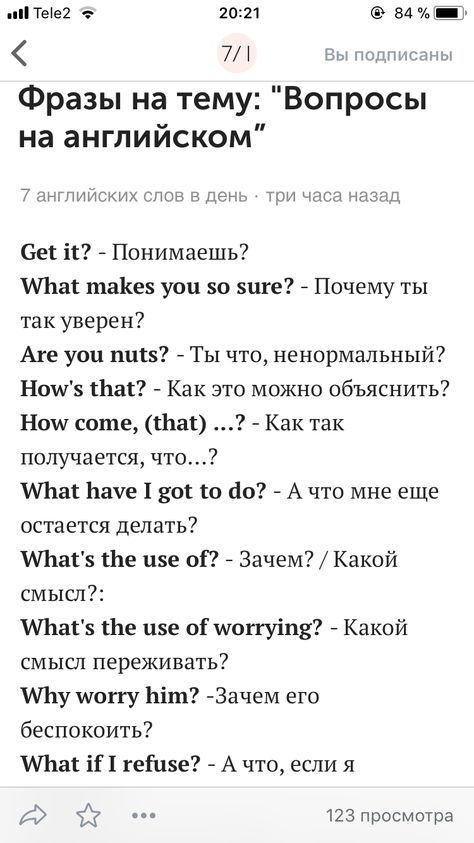 Tele2 20:21 84 %
7/1 Вы подписаны
Фразы на тему: "Вопросы
на английском”
7 английских слов в день · три часа назад
Get it? - Понимаешь?
What makes you so sure? - Почему ты
так уверен?
Are you nuts? - Ты что, ненормальный?
How's that? - Как это можно объяснить?
How come, (that) ...? - Как так
получается, что...?
What have I got to do? - А что мне еще
остается делать?
What's the use of? - Зачем? / Какой
смысл?:
What's the use of worrying? - Какой
смысл переживать?
Why worry him? -Зачем его
беспокоить?
What if I refuse? - А что, если я
123 просмотра